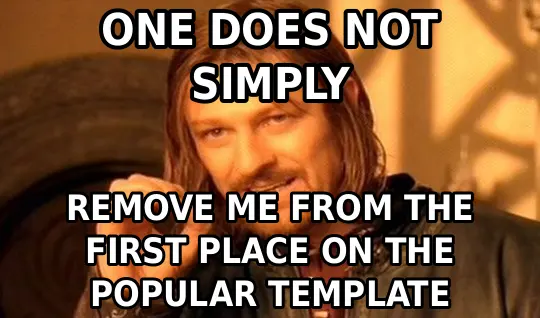 ONE DOES NOT
SIMPLY
REMOVE ME FROM THE
FIRST PLACE ON THE
POPULAR TEMPLATE